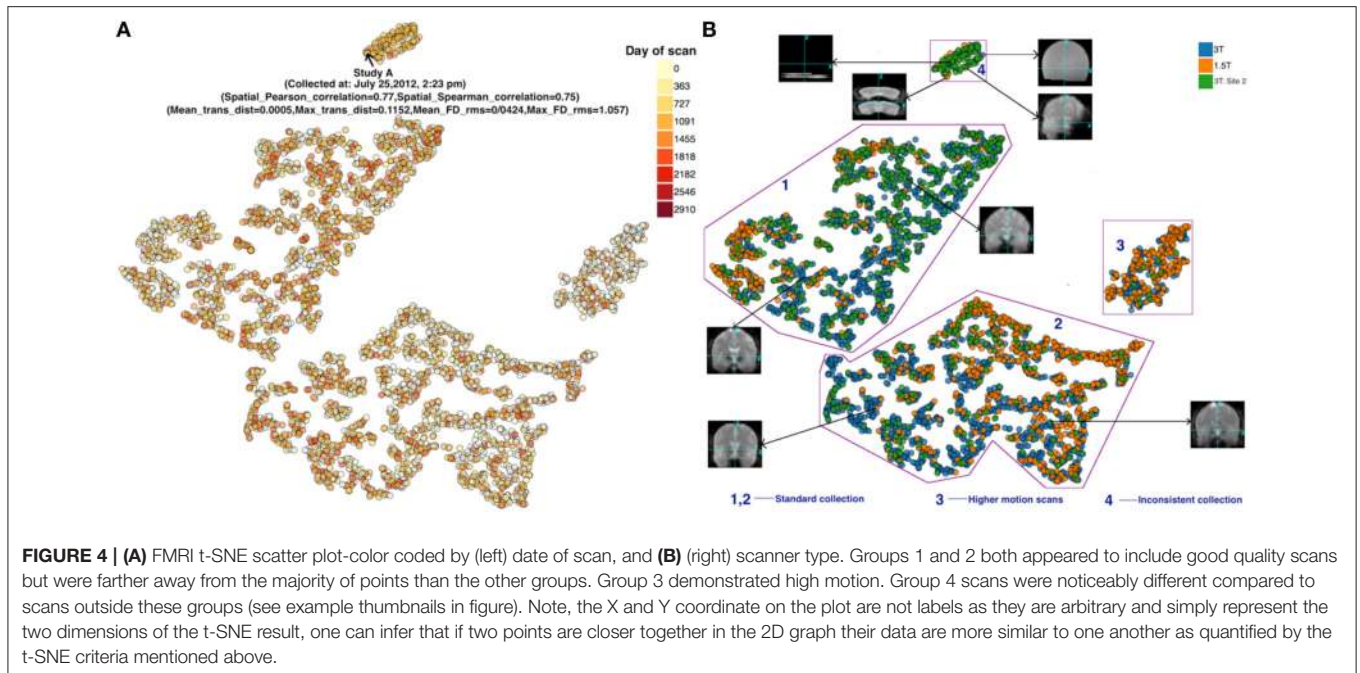 A
Study A
(Collected at: July 25,2012, 2:23 pm)
(Spatial_Pearson_correlation=0.77,Spatial_Spearman_correlation=0.75)
(Mean_trans_dist=0.0005,Max_trans_dist=0.1152,Mean_FD_rms=0/0424,Max_FD_rms=1.057)
Day of scan
0
363
727
1091
1455
1818
2182
2546
2910
B
3T
1.5T
3T: Site 2
4
1
3
2
1,2 Standard collection
3 Higher motion scans
4 Inconsistent collection
FIGURE 4 | (A) FMRI t-SNE scatter plot-color coded by (left) date of scan, and (B) (right) scanner type. Groups 1 and 2 both appeared to include good quality scans
but were farther away from the majority of points than the other groups. Group 3 demonstrated high motion. Group 4 scans were noticeably different compared to
scans outside these groups (see example thumbnails in figure). Note, the X and Y coordinate on the plot are not labels as they are arbitrary and simply represent the
two dimensions of the t-SNE result, one can infer that if two points are closer together in the 2D graph their data are more similar to one another as quantified by the
t-SNE criteria mentioned above.